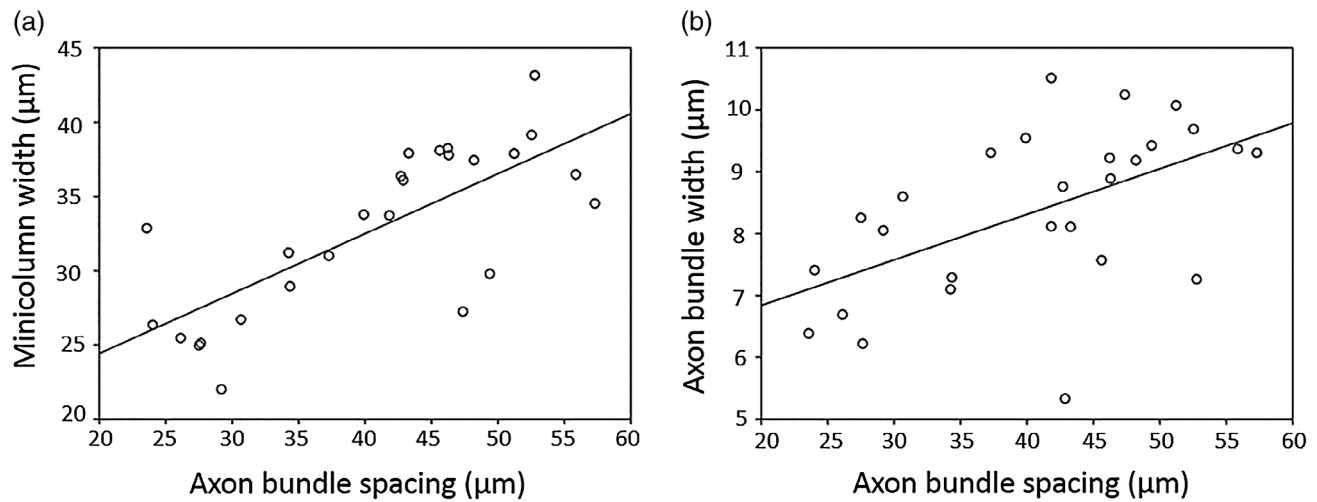 (a)
45
40
35
30
25
20
Minicolumn width (μm)
20 25 30 35 40 45 50 55 60
Axon bundle spacing (μm)
(b)
11
10
9
8
7
6
5
Axon bundle width (μm)
20 25 30 35 40 45 50 55 60
Axon bundle spacing (μm)